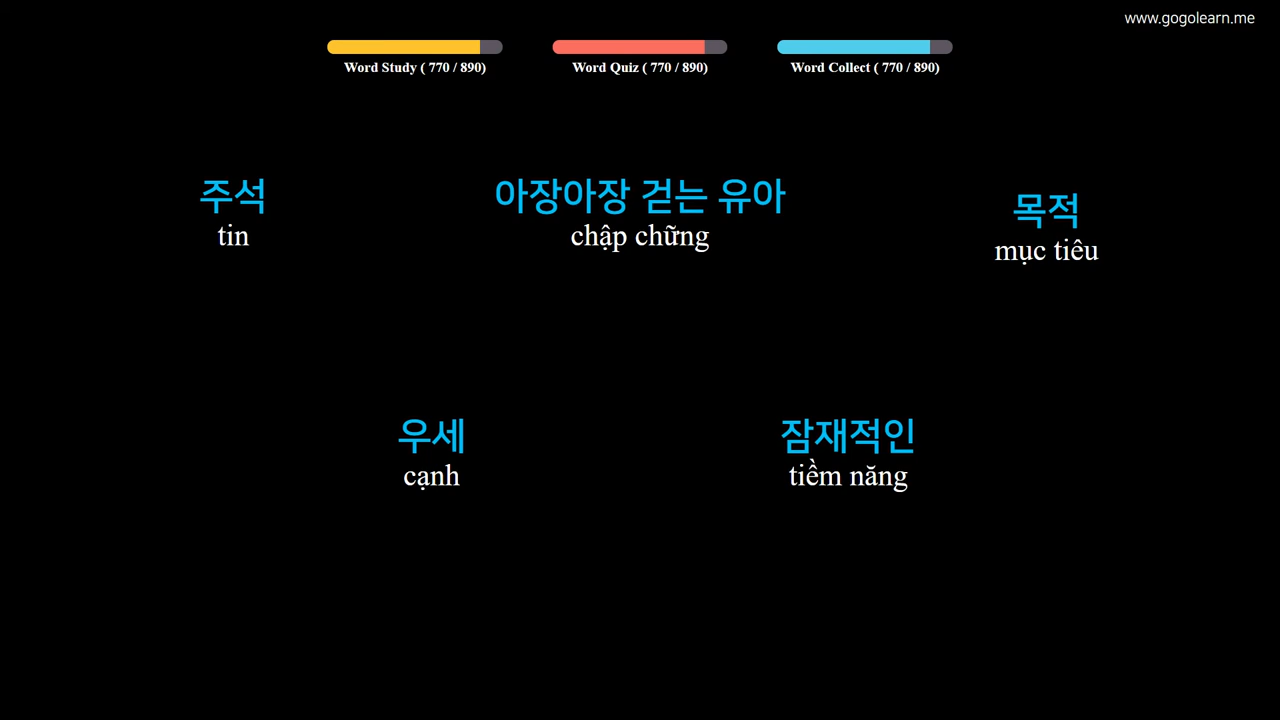 www.gogolearn.me
Word Study ( 770 / 890)
Word Quiz ( 770 / 890)
Word Collect ( 770 / 890)
주석
tin
아장아장 걷는 유아
chập chững
목적
mục tiêu
우세
cạnh
잠재적인
tiềm năng